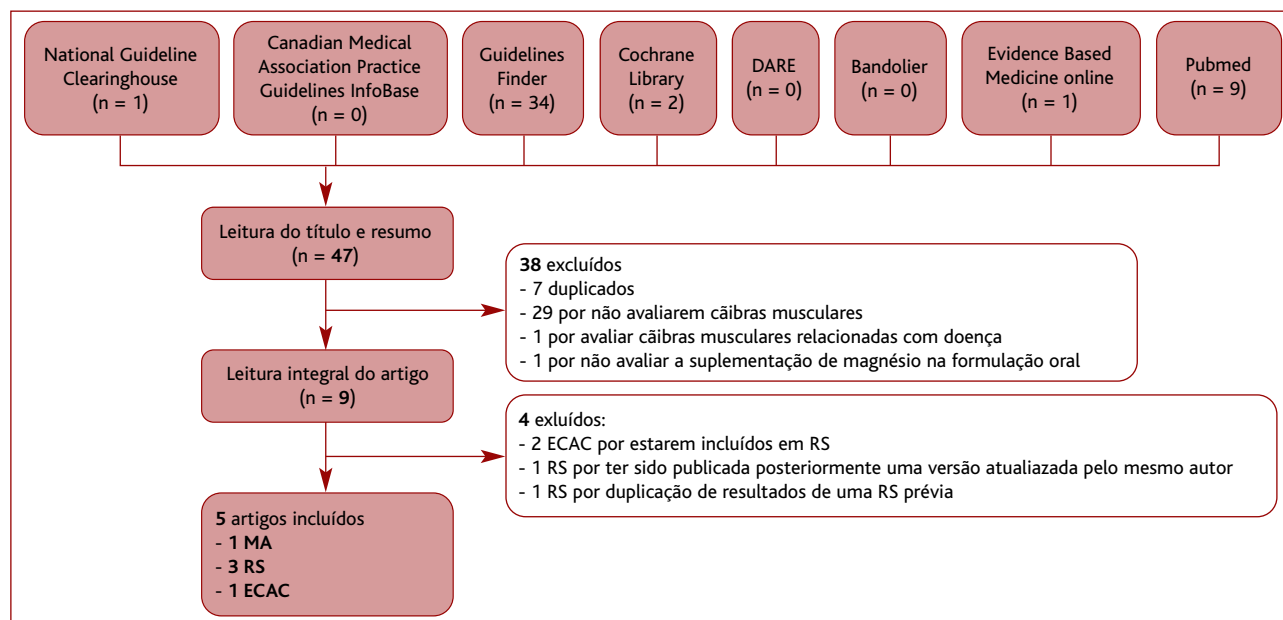 National Guideline
Clearinghouse
(n = 1)
Canadian Medical
Association Practice
Guidelines InfoBase
(n = 0)
Guidelines
Finder
(n = 34)
Cochrane
Library
(n = 2)
DARE
(n = 0)
Bandolier
(n = 0)
Evidence Based
Medicine online
(n = 1)
Pubmed
(n = 9)
Leitura do título e resumo
(n = 47)
38 excluídos
- 7 duplicados
- 29 por não avaliarem cãibras musculares
- 1 por avaliar cãibras musculares relacionadas com doença
- 1 por não avaliar a suplementação de magnésio na formulação oral
Leitura integral do artigo
(n = 9)
4 exluídos:
- 2 ECAC por estarem incluídos em RS
- 1 RS por ter sido publicada posteriormente uma versão atualiazada pelo mesmo autor
- 1 RS por duplicação de resultados de uma RS prévia
5 artigos incluídos
- 1 MA
- 3 RS
- 1 ECAC